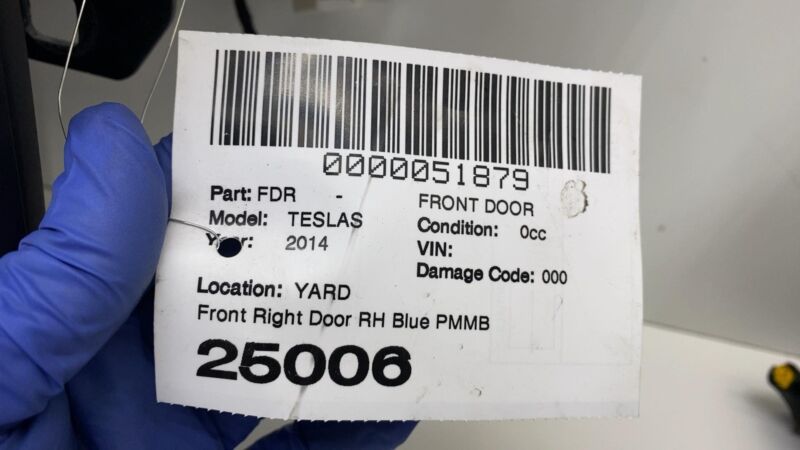 0000051879
Part: FDR - FRONT DOOR
Model: TESLAS Condition: 0cc
Year: 2014 VIN:
Damage Code: 000
Location: YARD
Front Right Door RH Blue PMMB
25006